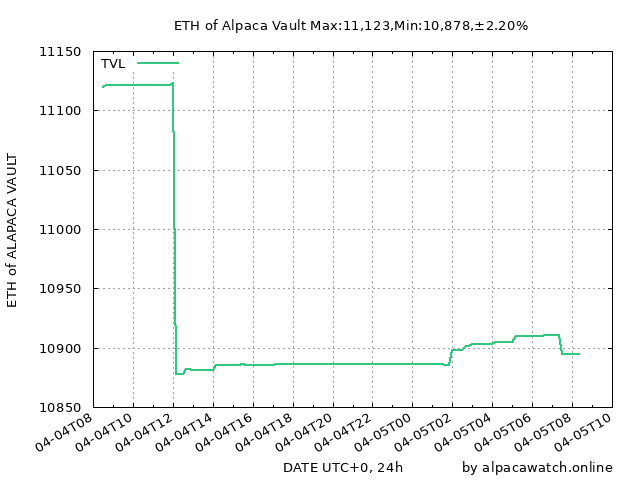 ETH of Alpaca Vault Max:11,123,Min:10,878,±2.20%
TVL
ETH of ALAPACA VAULT
11150
11100
11050
11000
10950
10900
10850
04-04T08
04-04T10
04-04T12
04-04T14
04-04T16
04-04T18
04-04T20
04-04T22
04-05T00
04-05T02
04-05T04
04-05T06
04-05T08
04-05T10
DATE UTC+0, 24h
by alpacawatch.online